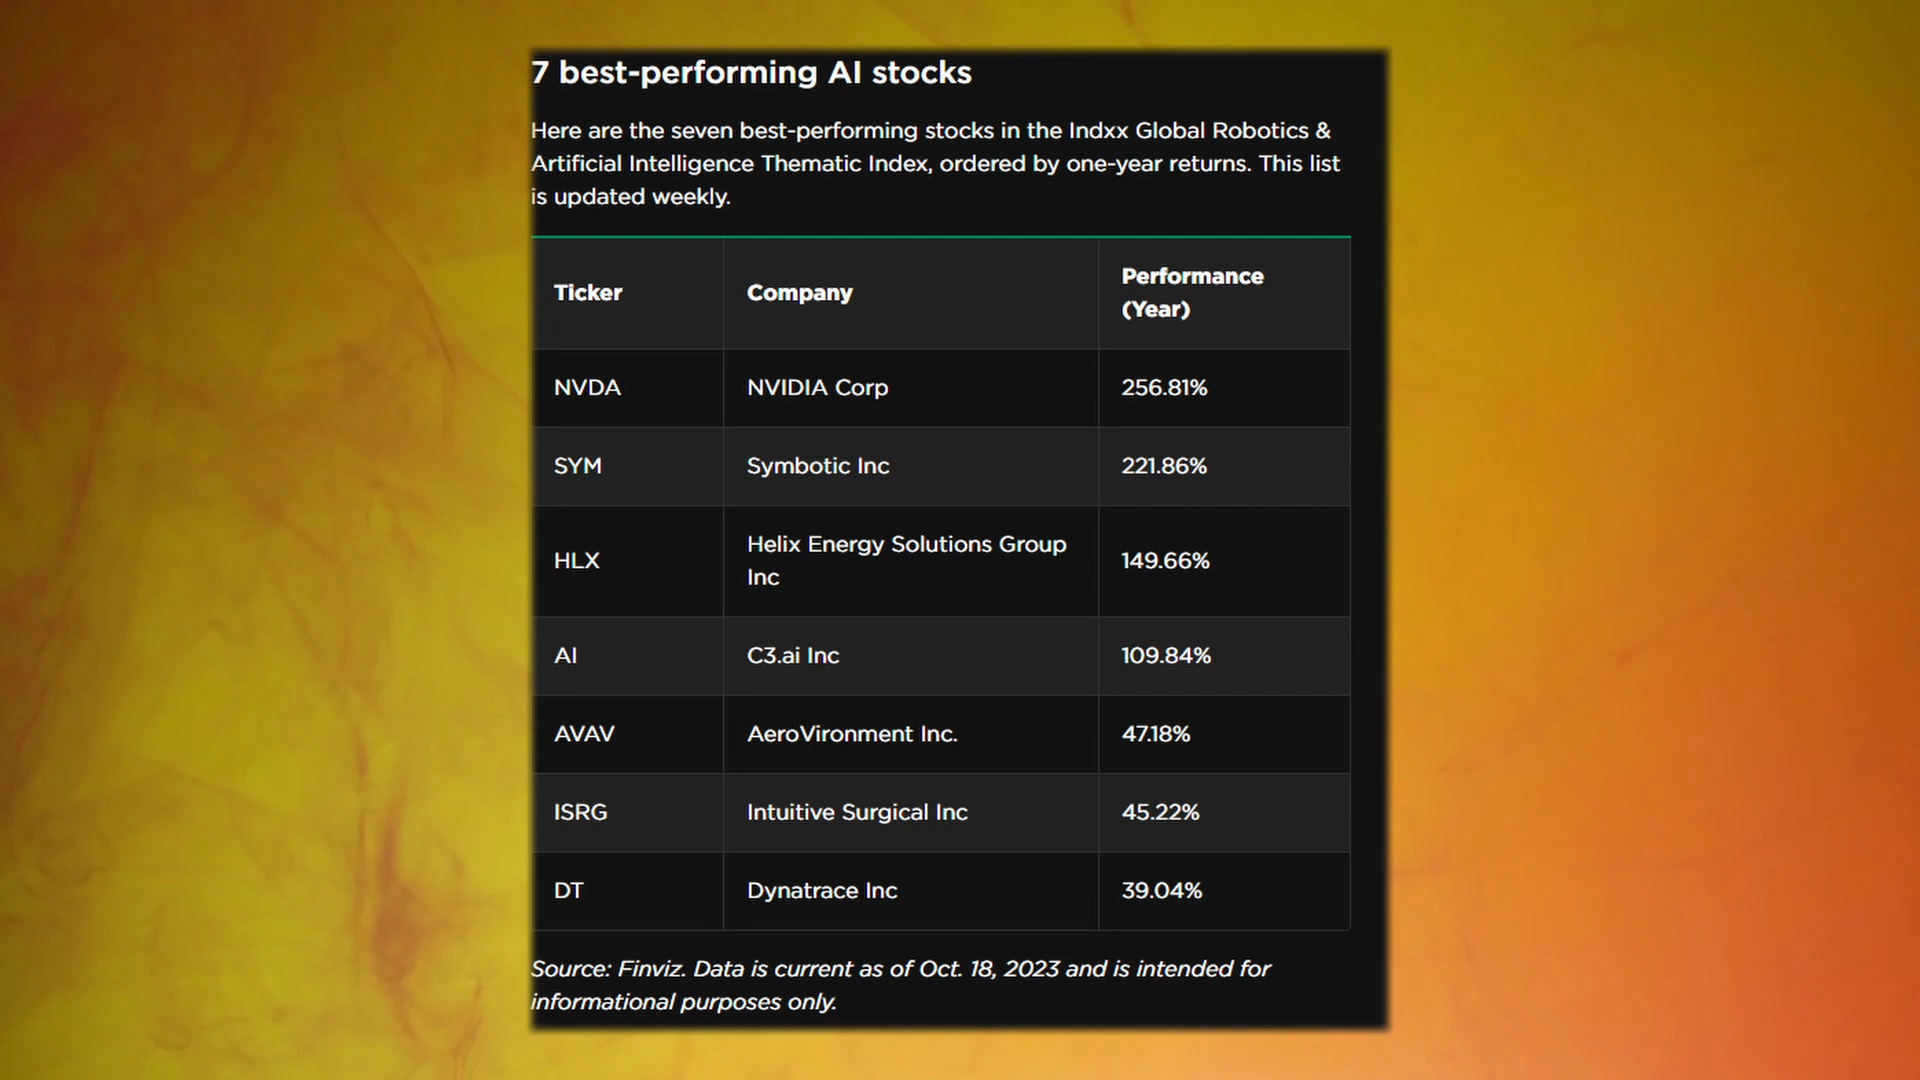 7 best-performing AI stocks
Here are the seven best-performing stocks in the Indxx Global Robotics &
Artificial Intelligence Thematic Index, ordered by one-year returns. This list
is updated weekly.
Ticker Company Performance
(Year)
NVDA NVIDIA Corp 256.81%
SYM Symbotic Inc 221.86%
HLX Helix Energy Solutions Group
Inc 149.66%
AI C3.ai Inc 109.84%
AVAV AeroVironment Inc. 47.18%
ISRG Intuitive Surgical Inc 45.22%
DT Dynatrace Inc 39.04%
Source: Finviz. Data is current as of Oct. 18, 2023 and is intended for
informational purposes only.